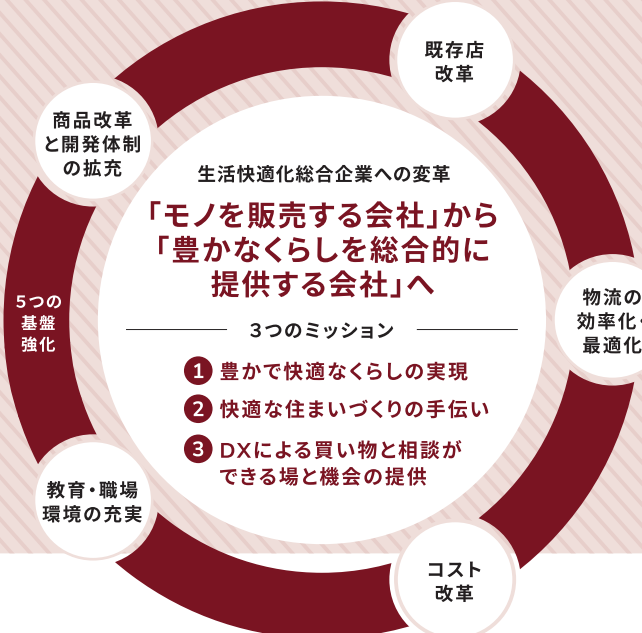 既存店
改革
商品改革
と開発体制
の拡充
生活快適化総合企業への変革
「モノを販売する会社」から
「豊かなくらしを総合的に
提供する会社」へ
5つの
基盤
強化
物流の
効率化・
最適化
3つのミッション
1 豊かで快適なくらしの実現
2 快適な住まいづくりの手伝い
3 DXによる買い物と相談が
できる場と機会の提供
教育・職場
環境の充実
コスト
改革